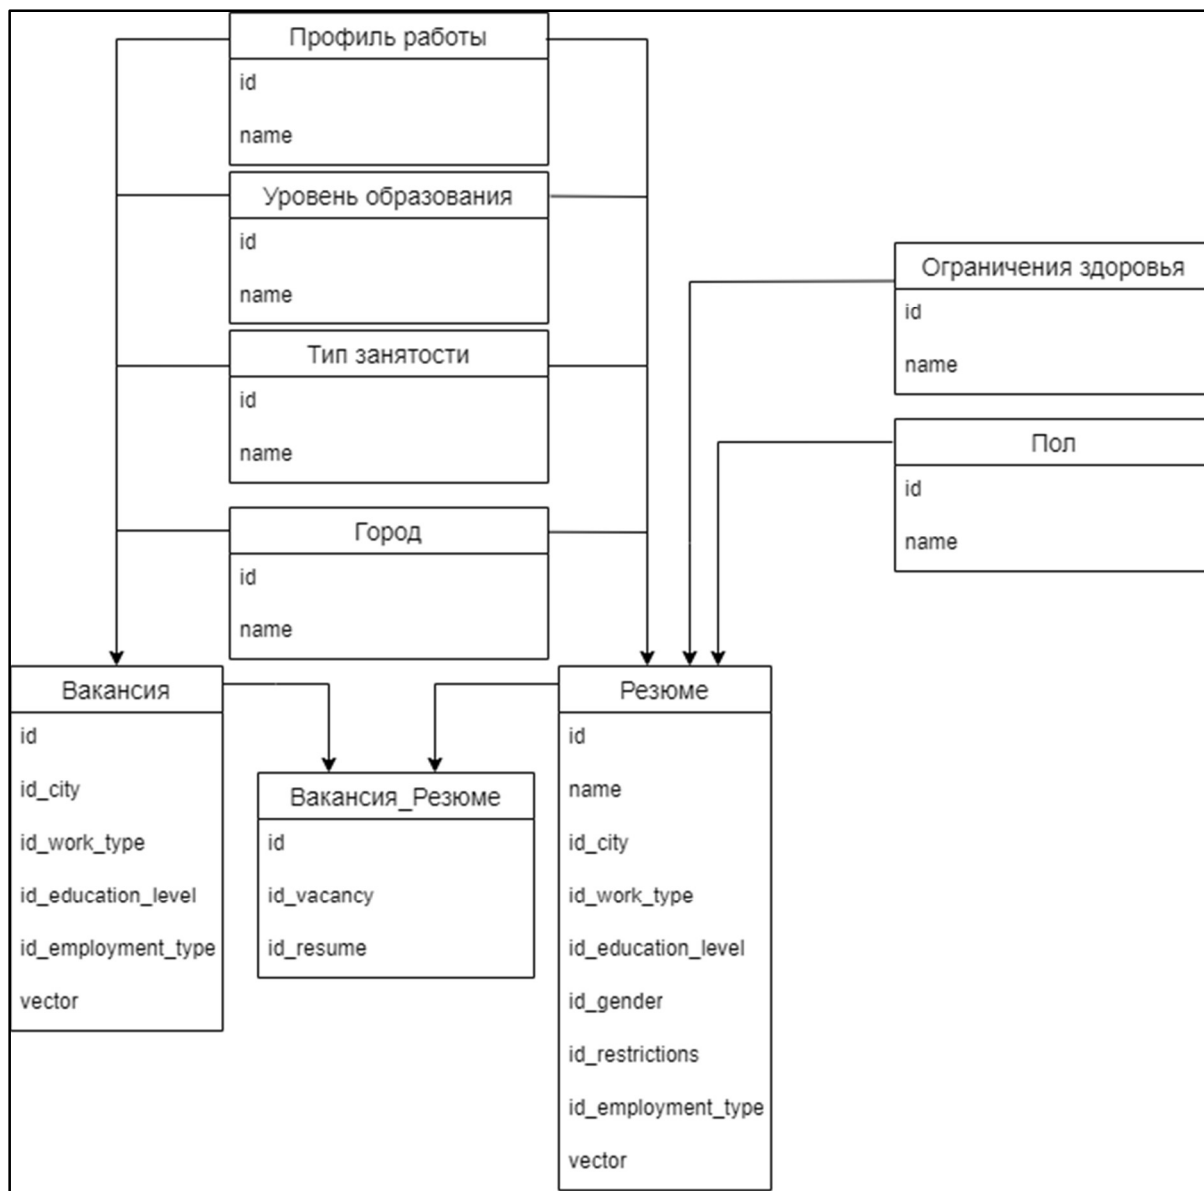 Профиль работы
id
name
Уровень образования
id
name
Тип занятости
id
name
Город
id
name
Ограничения здоровья
id
name
Пол
id
name
Вакансия
id
id_city
id_work_type
id_education_level
id_employment_type
vector
Вакансия_Резюме
id
id_vacancy
id_resume
Резюме
id
name
id_city
id_work_type
id_education_level
id_gender
id_restrictions
id_employment_type
vector